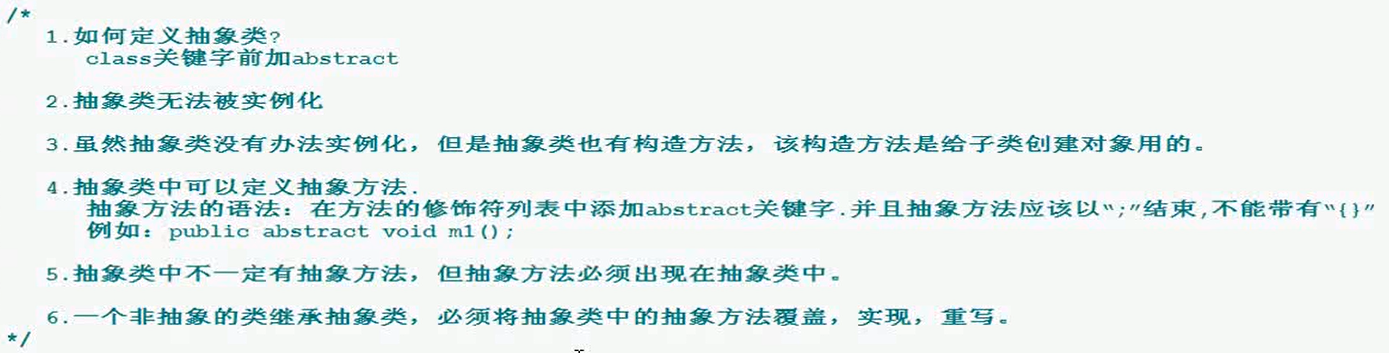 /*
1.如何定义抽象类?
class关键字前加abstract
2.抽象类无法被实例化
3.虽然抽象类没有办法实例化，但是抽象类也有构造方法，该构造方法是给子类创建对象用的。
4.抽象类中可以定义抽象方法.
抽象方法的语法：在方法的修饰符列表中添加abstract关键字.并且抽象方法应该以“;”结束,不能带有“{}”
例如：public abstract void m1();
5.抽象类中不一定有抽象方法，但抽象方法必须出现在抽象类中。
6.一个非抽象的类继承抽象类，必须将抽象类中的抽象方法覆盖，实现，重写。
*/